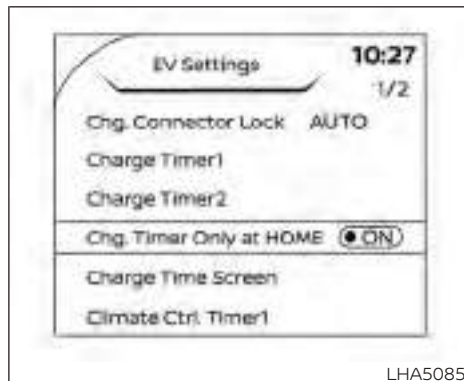 EV Settings 10:27
1/2
Chg. Connector Lock AUTO
Charge Timer1
Charge Timer2
Chg. Timer Only at HOME ON
Charge Time Screen
Climate Ctrl. Timer1
LHA5085